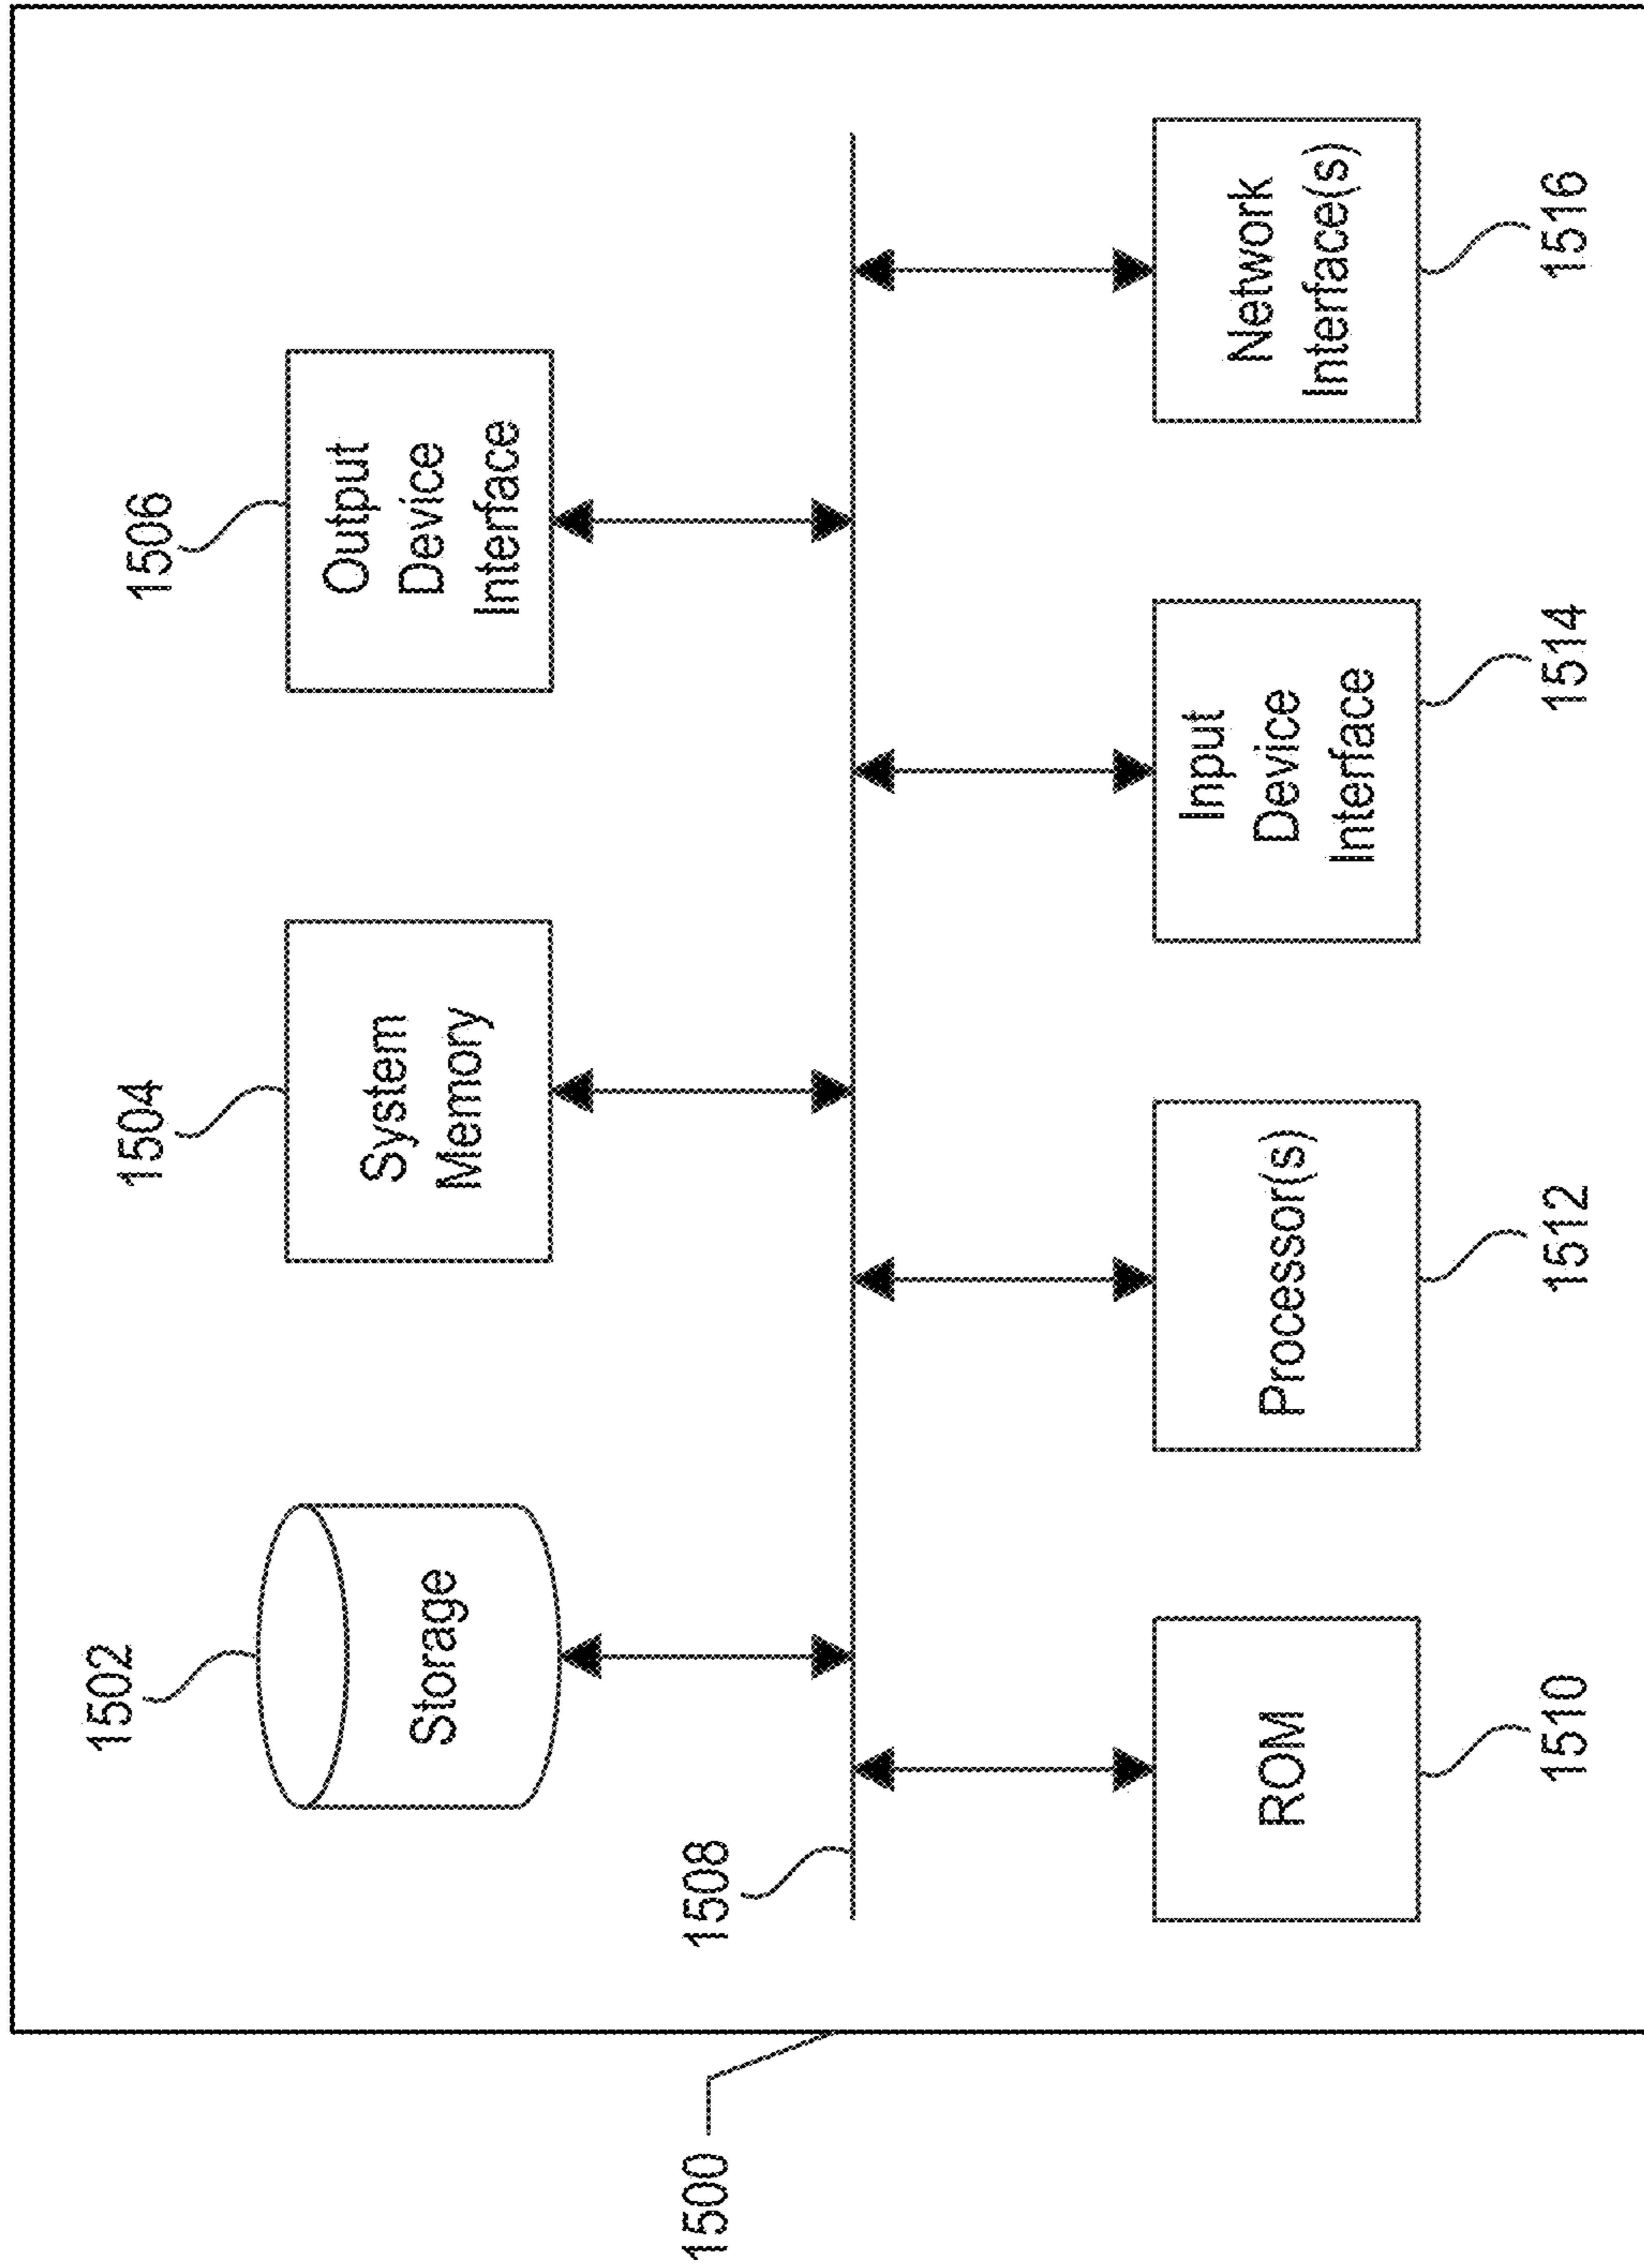 1502
1504
1506
Storage
System
Memory
Output
Device
Interface
1508
1500
ROM
Processor(s)
Input
Device
Interface
Network
Interface(s)
1510
1512
1514
1516